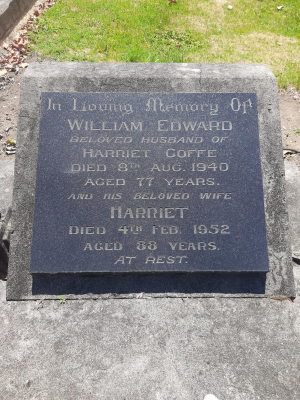 In Loving Memory Of
WILLIAM EDWARD
BELOVED HUSBAND OF
HARRIET GOFFE
DIED 8TH AUG. 1940
AGED 77 YEARS.
AND HIS BELOVED WIFE
HARRIET
DIED 4TH FEB. 1952
AGED 88 YEARS.
AT REST.